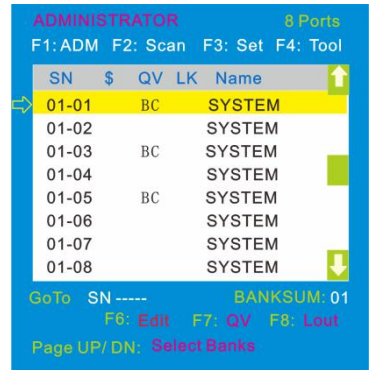 ADMINISTRATOR 8 Ports
F1: ADM F2: Scan F3: Set F4: Tool
SN $ QV LK Name
01-01 BC SYSTEM
01-02 SYSTEM
01-03 BC SYSTEM
01-04 SYSTEM
01-05 BC SYSTEM
01-06 SYSTEM
01-07 SYSTEM
01-08 SYSTEM
GoTo SN ----- BANKSUM: 01
F6: Edit F7: QV F8: Lout
Page UP/ DN: Select Banks